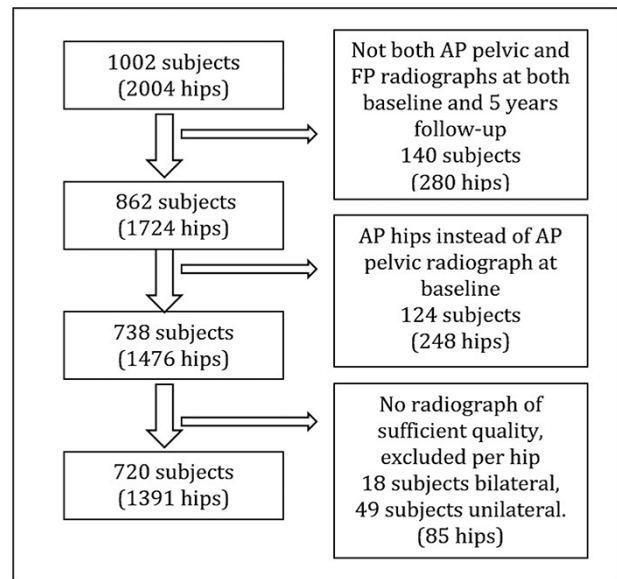 1002 subjects
(2004 hips)
Not both AP pelvic and
FP radiographs at both
baseline and 5 years
follow-up
140 subjects
(280 hips)
862 subjects
(1724 hips)
AP hips instead of AP
pelvic radiograph at
baseline
124 subjects
(248 hips)
738 subjects
(1476 hips)
No radiograph of
sufficient quality,
excluded per hip
18 subjects bilateral,
49 subjects unilateral.
(85 hips)
720 subjects
(1391 hips)